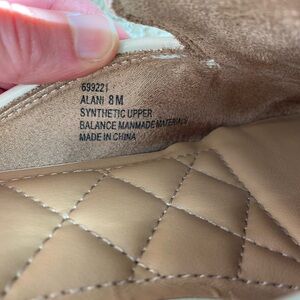 699221
ALANI 8M
SYNTHETIC UPPER
BALANCE MANMADE MATERIALS
MADE IN CHINA